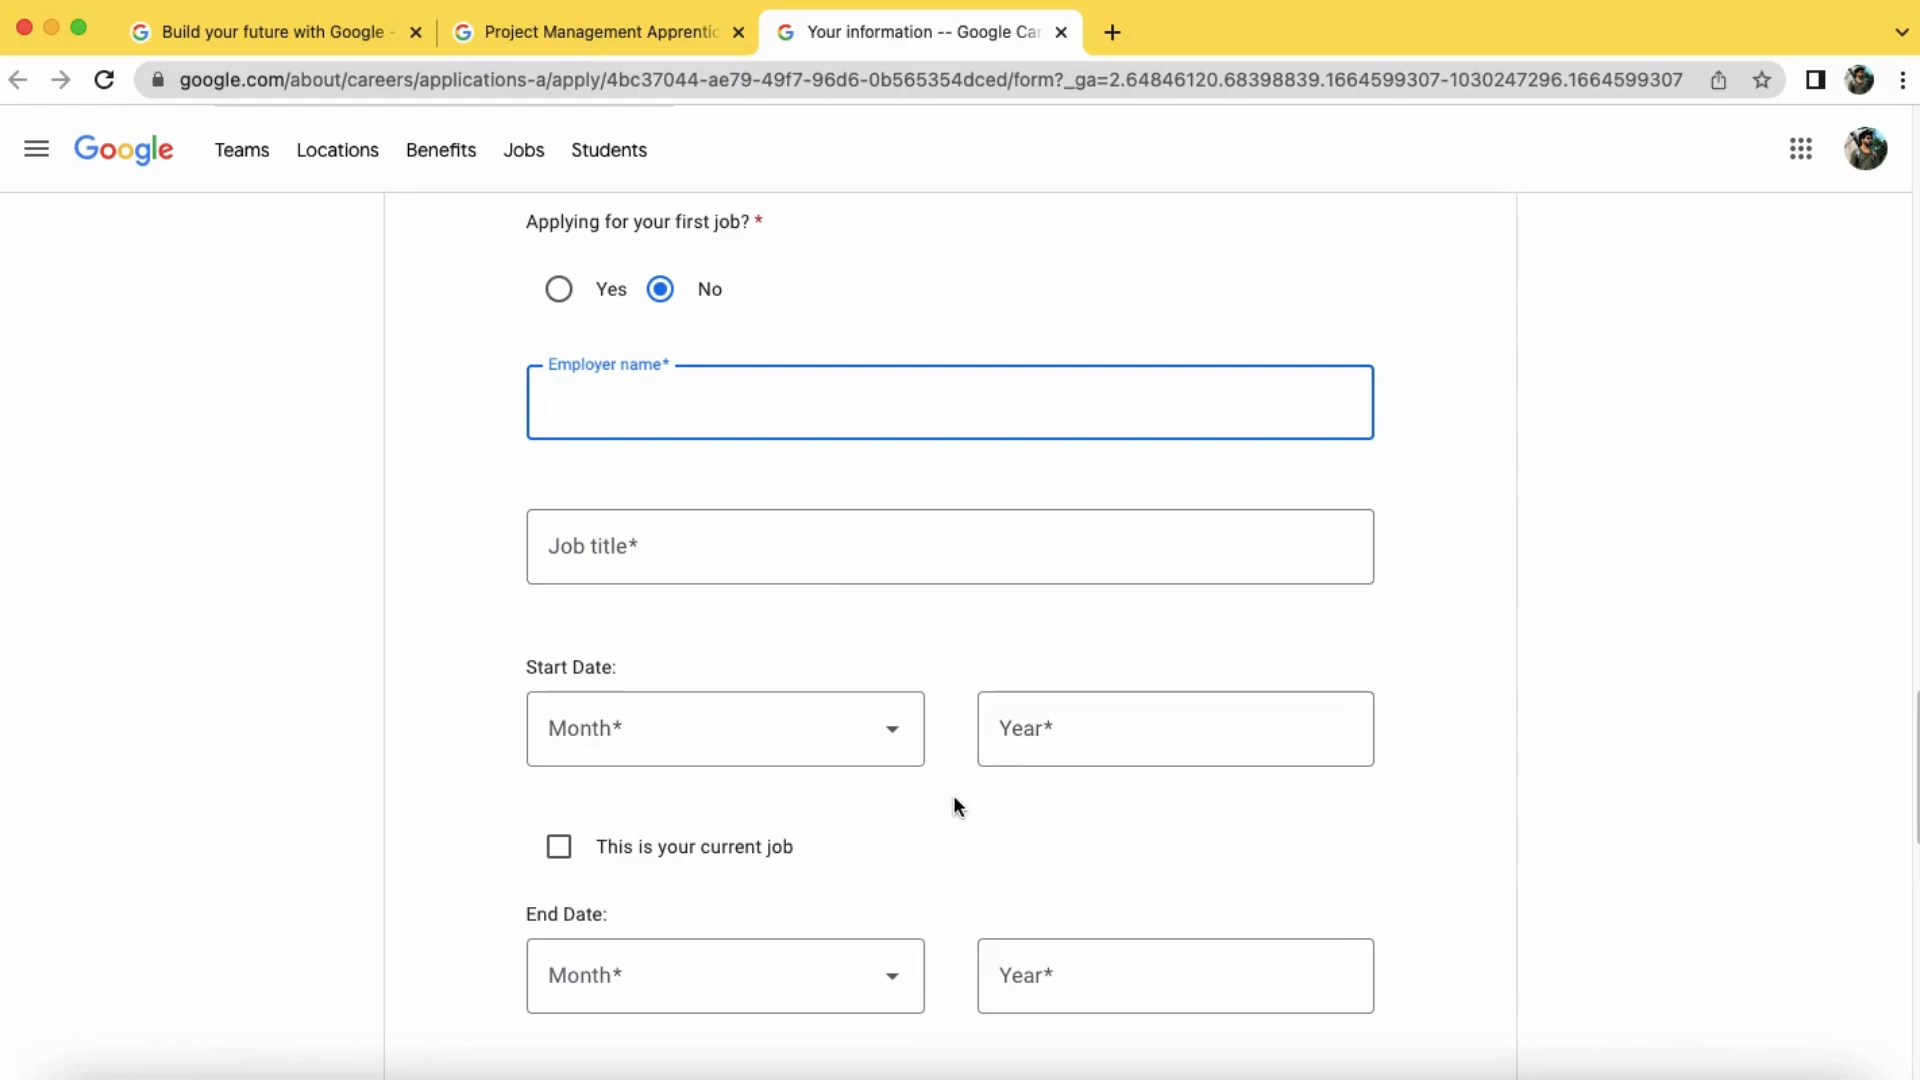 Build your future with Google -
Project Management Apprentic
Your information -- Google Car
google.com/about/careers/applications-a/apply/4bc37044-ae79-49f7-96d6-0b565354dced/form?_ga=2.64846120.68398839.1664599307-1030247296.1664599307
Google Teams Locations Benefits Jobs Students
Applying for your first job? *
Yes No
Employer name*
Job title*
Start Date:
Month* Year*
This is your current job
End Date:
Month* Year*